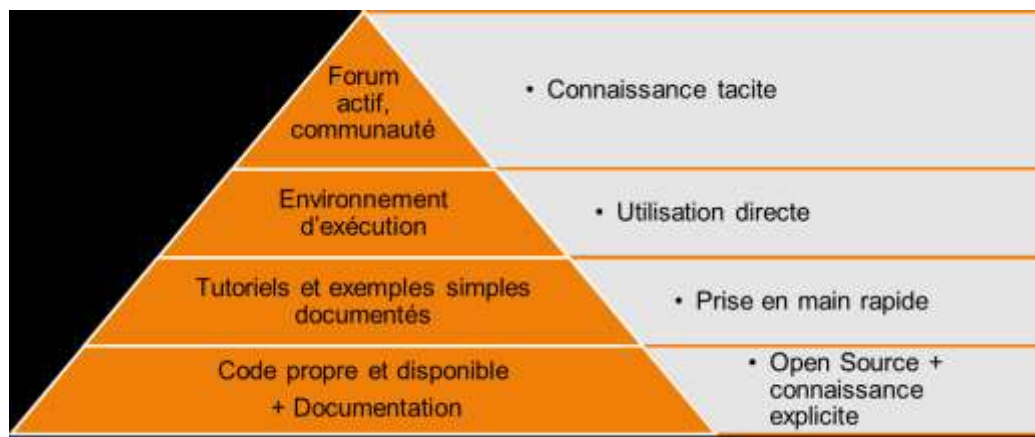 Forum
actif,
communauté
• Connaissance tacite
Environnement
d'exécution
• Utilisation directe
Tutoriels et exemples simples
documentés
• Prise en main rapide
Code propre et disponible
+ Documentation
• Open Source +
connaissance
explicite